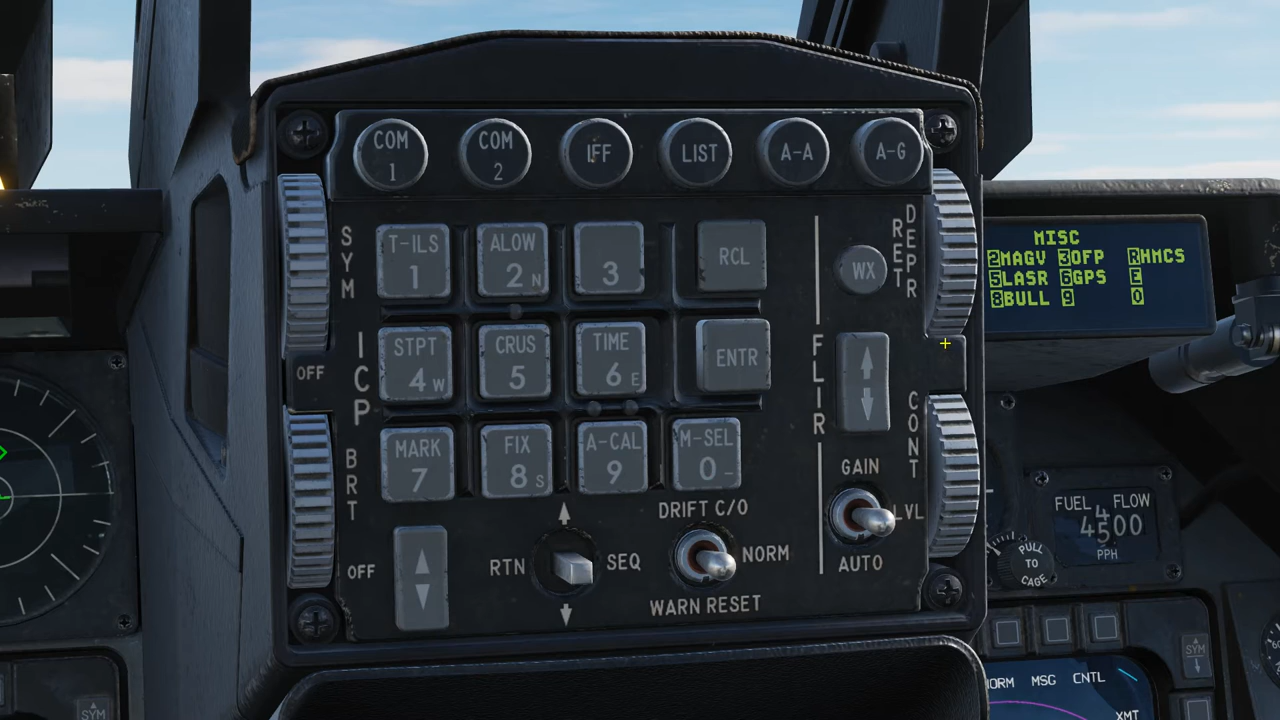 COM
1
COM
2
IFF
LIST
A-A
A-G
SYM
T-ILS
1
ALOW
2 N
3
RCL
WX
RET
DEPR
MISC
2MAGV 3OFP RHMCS
5LASR 6GPS E
8BULL 9 0
OFF
ICP
STPT
4 W
CRUS
5
TIME
6 E
ENTR
FLIR
CONT
BRT
MARK
7
FIX
8 S
A-CAL
9
M-SEL
0 -
GAIN
LVL
AUTO
DRIFT C/O
NORM
WARN RESET
OFF
RTN
SEQ
FUEL FLOW
4500
PPH
PULL
TO
CAGE
SYM
SYM
MSG
CNTL
XMT